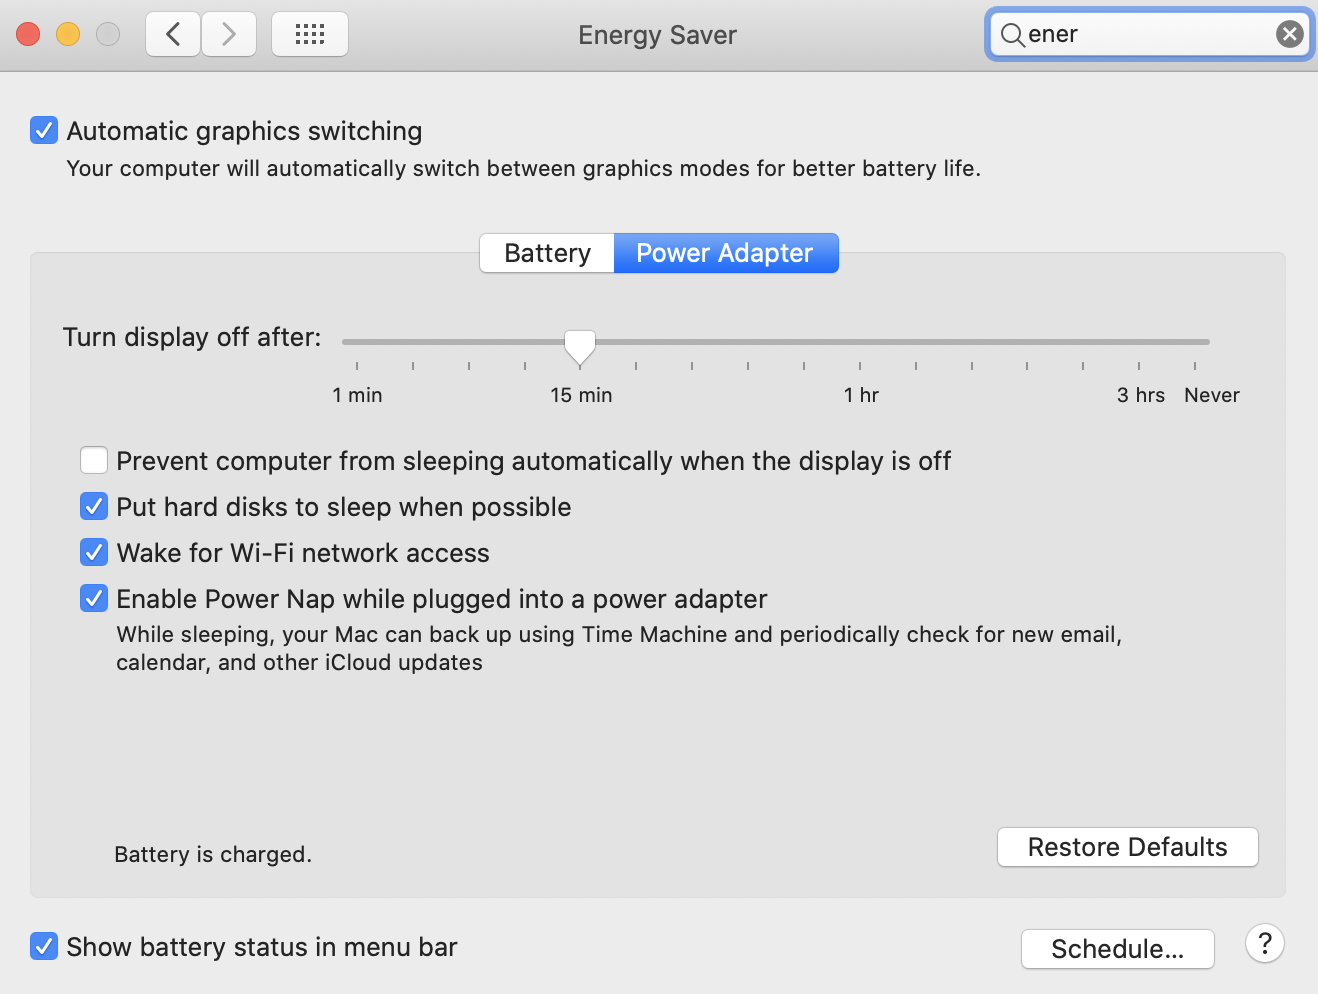 Energy Saver
ener
Automatic graphics switching
Your computer will automatically switch between graphics modes for better battery life.
Battery
Power Adapter
Turn display off after:
1 min
15 min
1 hr
3 hrs
Never
Prevent computer from sleeping automatically when the display is off
Put hard disks to sleep when possible
Wake for Wi-Fi network access
Enable Power Nap while plugged into a power adapter
While sleeping, your Mac can back up using Time Machine and periodically check for new email,
calendar, and other iCloud updates
Battery is charged.
Restore Defaults
Show battery status in menu bar
Schedule...
?